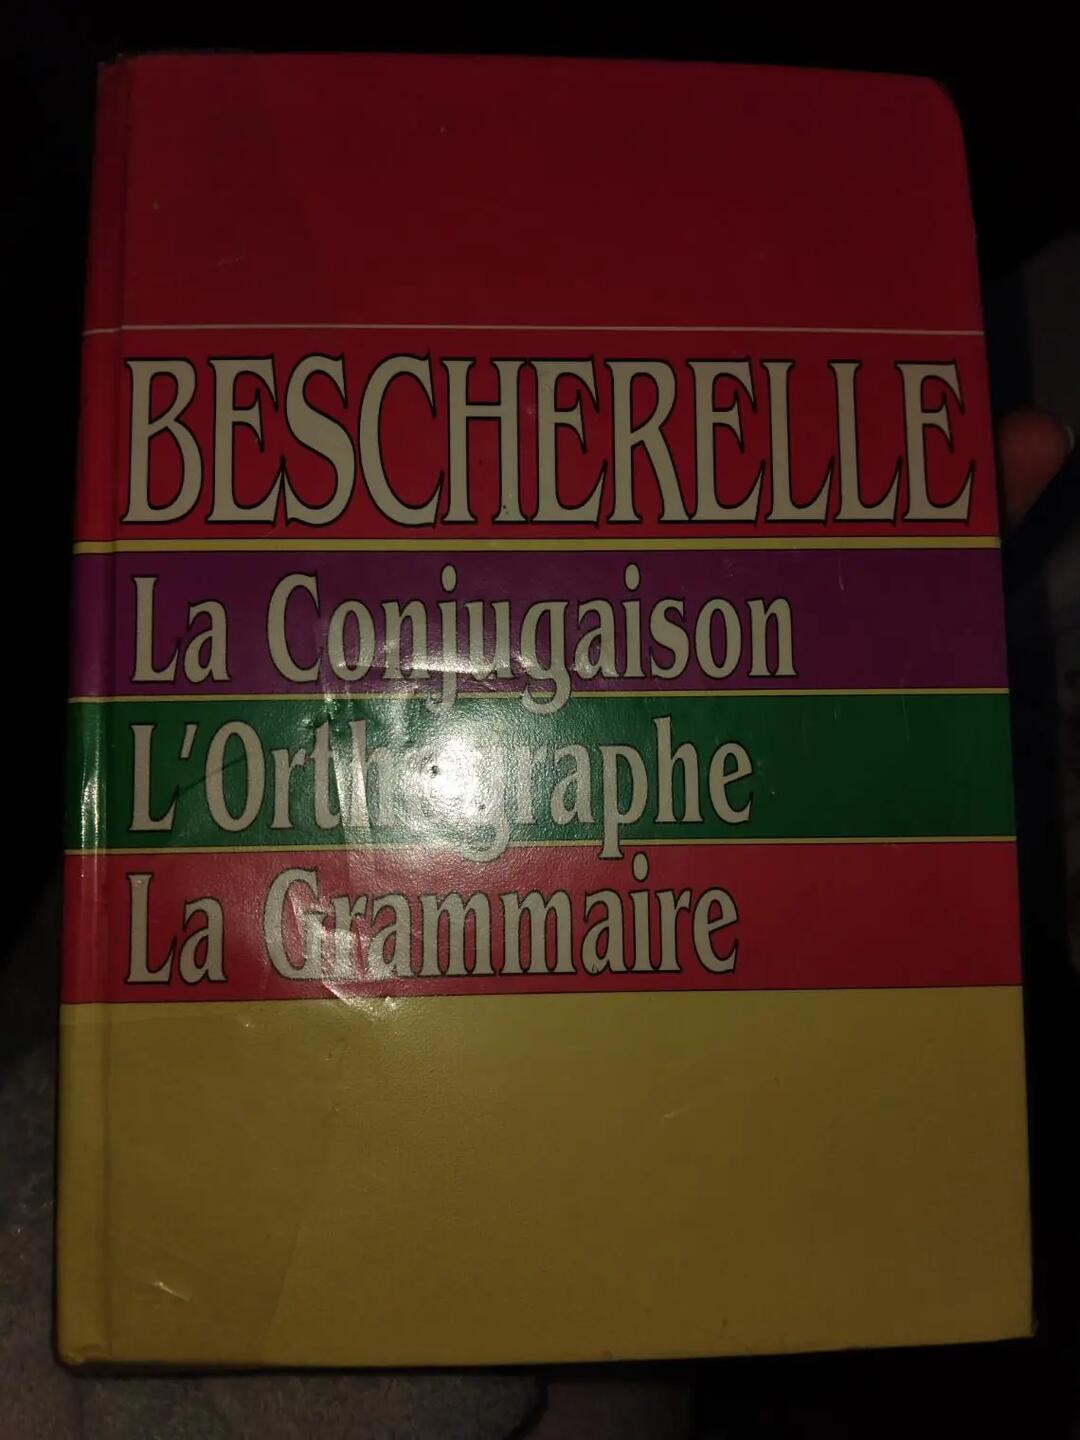 BESCHERELLE
La Conjugaison
L'Orthographe
La Grammaire